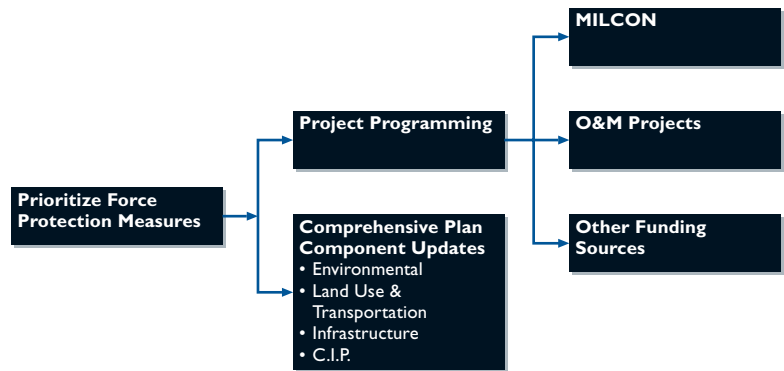 Prioritize Force
Protection Measures
Project Programming
Comprehensive Plan
Component Updates
• Environmental
• Land Use &
Transportation
• Infrastructure
• C.I.P.
MILCON
O&M Projects
Other Funding
Sources